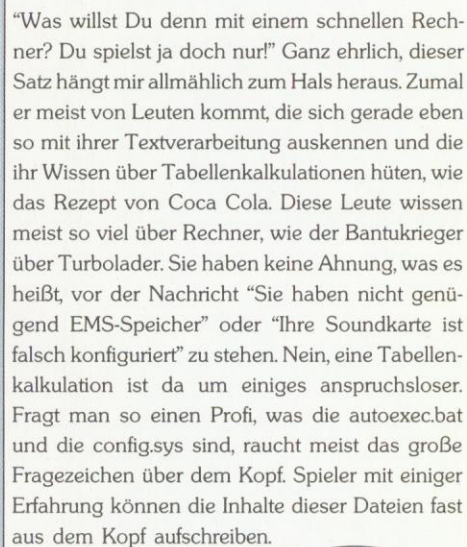 “Was willst Du denn mit einem schnellen Rech-
ner? Du spielst ja doch nur!” Ganz ehrlich, dieser
Satz hängt mir allmählich zum Hals heraus. Zumal
er meist von Leuten kommt, die sich gerade eben
so mit ihrer Textverarbeitung auskennen und die
ihr Wissen über Tabellenkalkulationen hüten, wie
das Rezept von Coca Cola. Diese Leute wissen
meist so viel über Rechner, wie der Bantukrieger
über Turbolader. Sie haben keine Ahnung, was es
heißt, vor der Nachricht “Sie haben nicht genü-
gend EMS-Speicher” oder “Ihre Soundkarte ist
falsch konfiguriert” zu stehen. Nein, eine Tabellen-
kalkulation ist da um einiges anspruchsloser.
Fragt man so einen Profi, was die autoexec.bat
und die config.sys sind, raucht meist das große
Fragezeichen über dem Kopf. Spieler mit einiger
Erfahrung können die Inhalte dieser Dateien fast
aus dem Kopf aufschreiben.